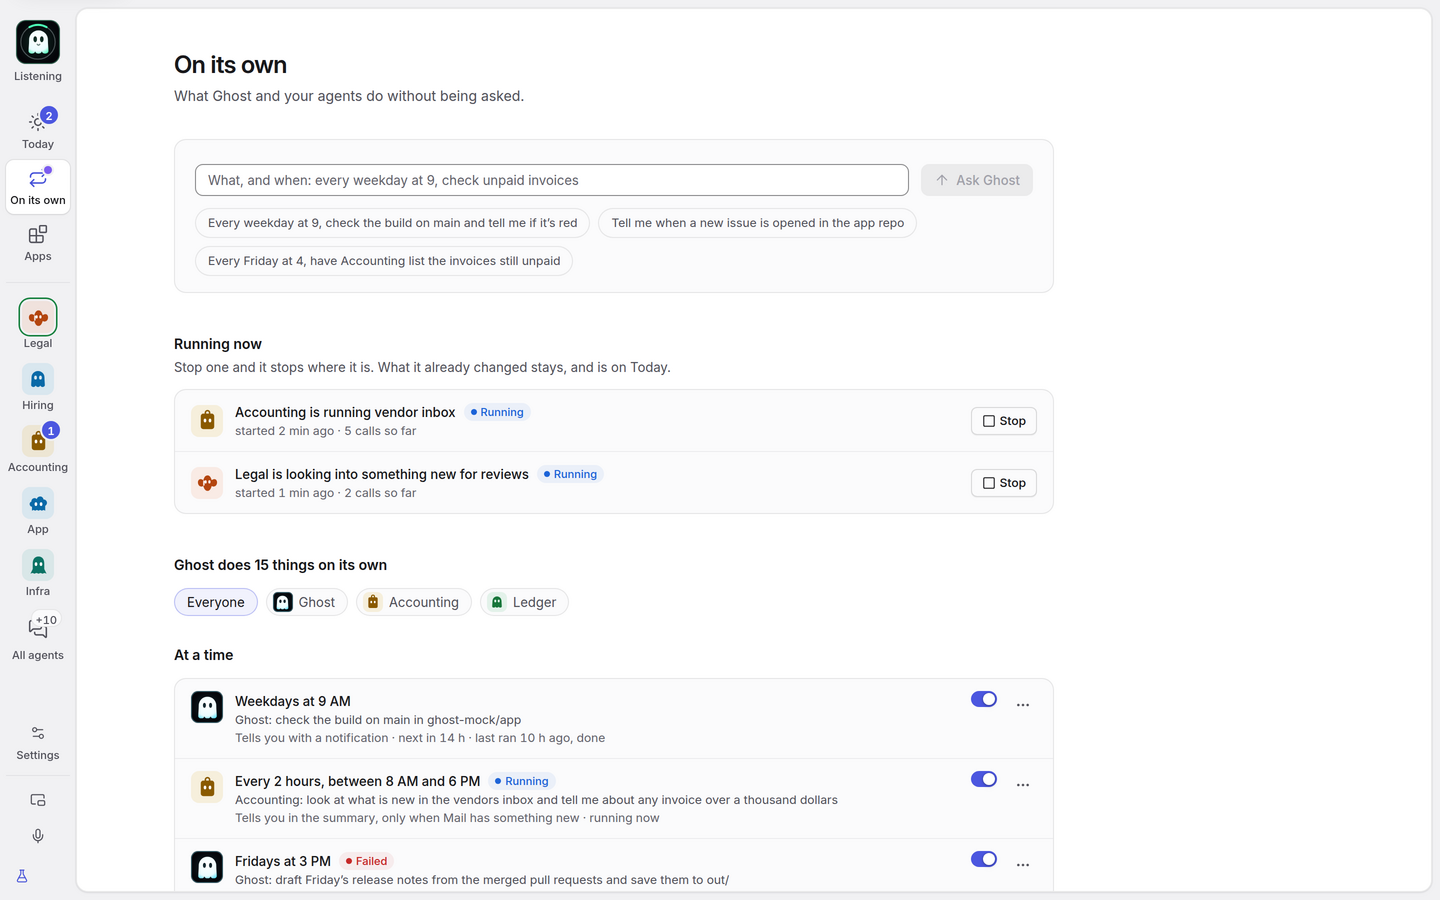 Listening
2
Today
On its own
Apps
Legal
Hiring
1
Accounting
App
Infra
+10
All agents
Settings
On its own
What Ghost and your agents do without being asked.
What, and when: every weekday at 9, check unpaid invoices
Ask Ghost
Every weekday at 9, check the build on main and tell me if it’s red
Tell me when a new issue is opened in the app repo
Every Friday at 4, have Accounting list the invoices still unpaid
Running now
Stop one and it stops where it is. What it already changed stays, and is on Today.
Accounting is running vendor inbox
Running
started 2 min ago · 5 calls so far
Stop
Legal is looking into something new for reviews
Running
started 1 min ago · 2 calls so far
Stop
Ghost does 15 things on its own
Everyone
Ghost
Accounting
Ledger
At a time
Weekdays at 9 AM
Ghost: check the build on main in ghost-mock/app
Tells you with a notification · next in 14 h · last ran 10 h ago, done
Every 2 hours, between 8 AM and 6 PM
Running
Accounting: look at what is new in the vendors inbox and tell me about any invoice over a thousand dollars
Tells you in the summary, only when Mail has something new · running now
Fridays at 3 PM
Failed
Ghost: draft Friday’s release notes from the merged pull requests and save them to out/